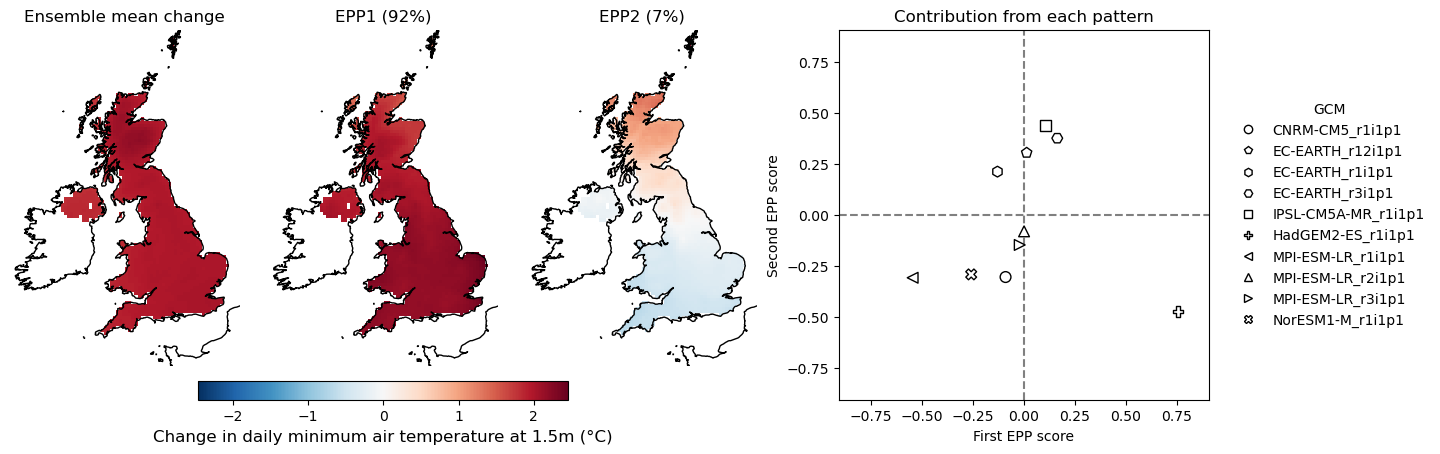 Ensemble mean change
EPP1 (92%)
EPP2 (7%)
Contribution from each pattern
−2
−1
0
1
2
Change in daily minimum air temperature at 1.5m (°C)
Second EPP score
0.75
0.50
0.25
0.00
−0.25
−0.50
−0.75
−0.75
−0.50
−0.25
0.00
0.25
0.50
0.75
First EPP score
GCM
CNRM-CM5_r1i1p1
EC-EARTH_r12i1p1
EC-EARTH_r1i1p1
EC-EARTH_r3i1p1
IPSL-CM5A-MR_r1i1p1
HadGEM2-ES_r1i1p1
MPI-ESM-LR_r1i1p1
MPI-ESM-LR_r2i1p1
MPI-ESM-LR_r3i1p1
NorESM1-M_r1i1p1